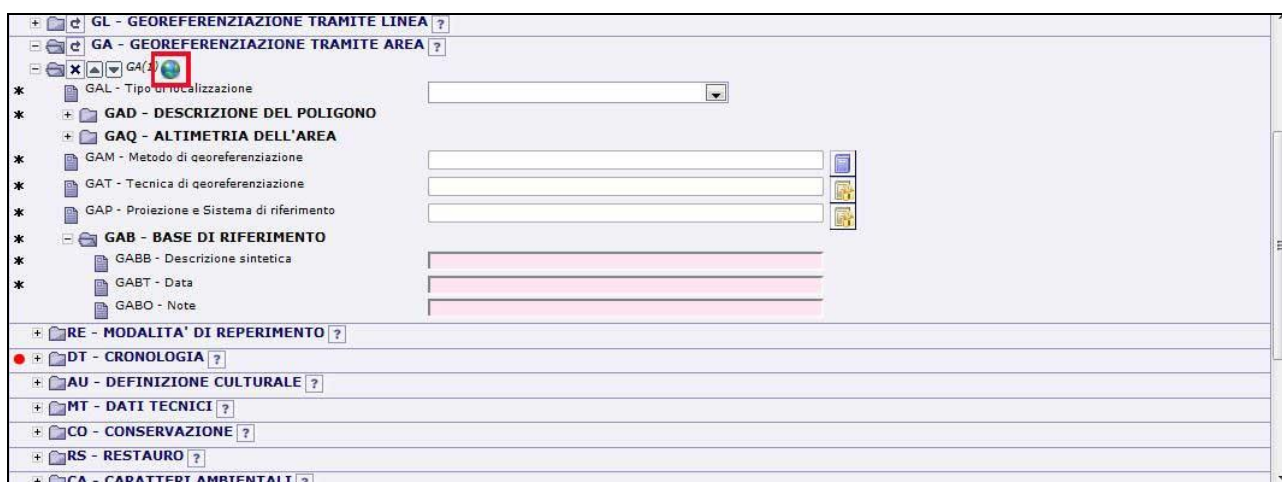 + GL - GEOREFERENZIAZIONE TRAMITE LINEA ?
- GA - GEOREFERENZIAZIONE TRAMITE AREA ?
- GA(1)
* GAL - Tipo di localizzazione
* + GAD - DESCRIZIONE DEL POLIGONO
+ GAQ - ALTIMETRIA DELL'AREA
* GAM - Metodo di georeferenziazione
* GAT - Tecnica di georeferenziazione
* GAP - Proiezione e Sistema di riferimento
* - GAB - BASE DI RIFERIMENTO
* GABB - Descrizione sintetica
* GABT - Data
GABO - Note
+ RE - MODALITA' DI REPERIMENTO ?
+ DT - CRONOLOGIA ?
+ AU - DEFINIZIONE CULTURALE ?
+ MT - DATI TECNICI ?
+ CO - CONSERVAZIONE ?
+ RS - RESTAURO ?
+ CA - CARATTERI AMBIENTALI ?